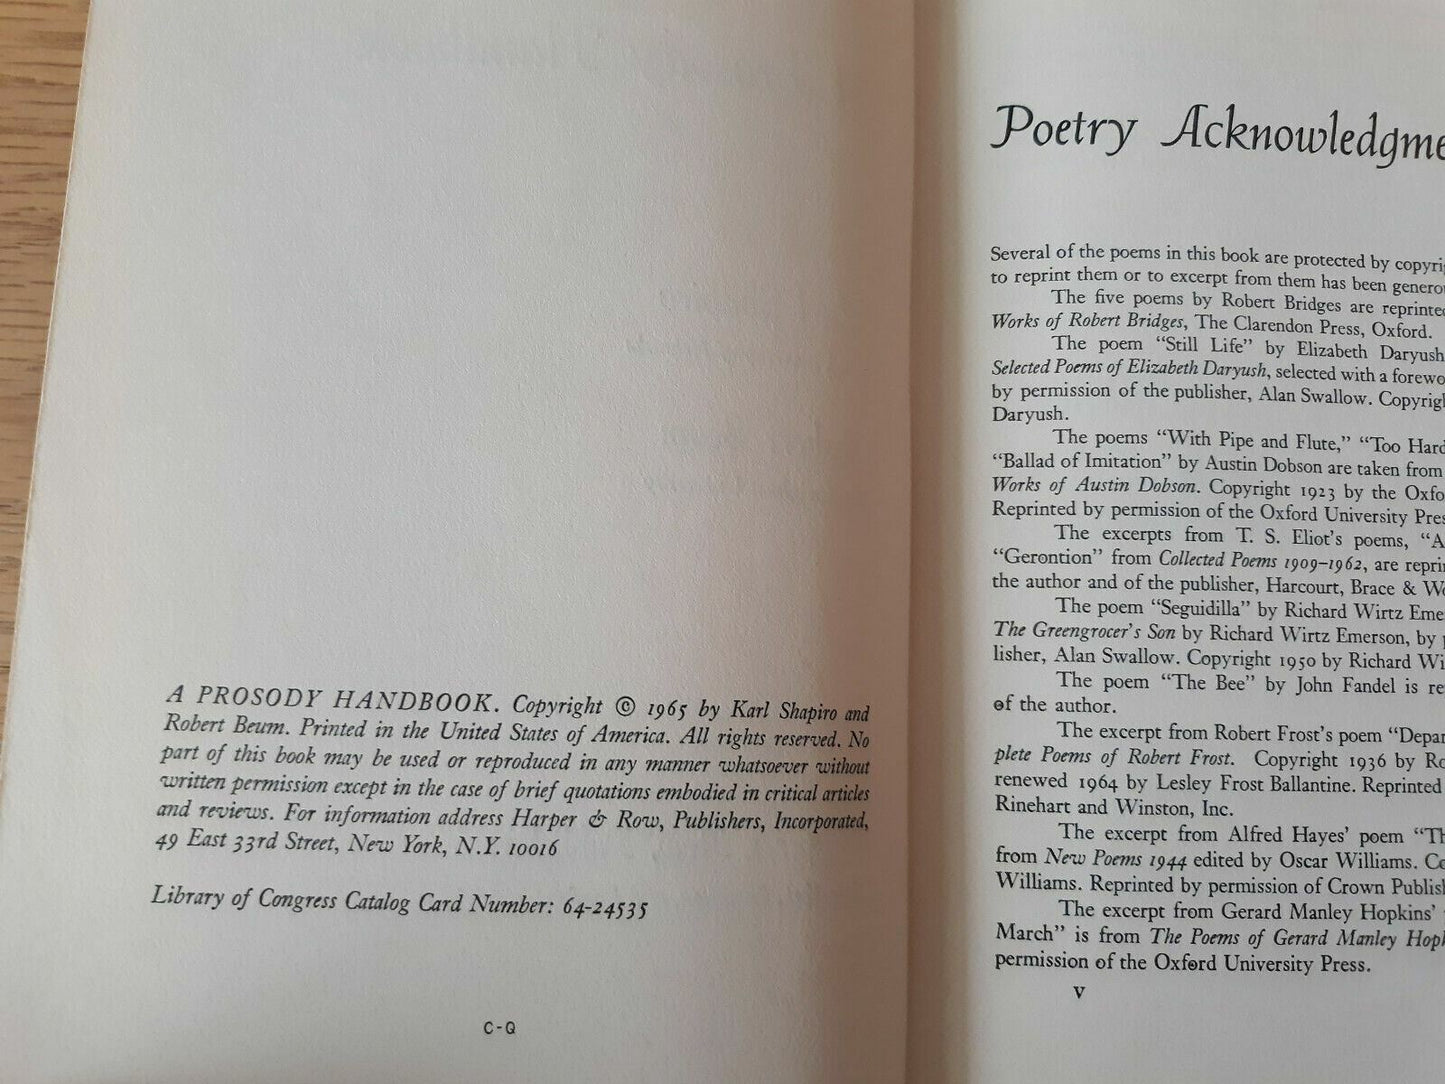 A PROSODY HANDBOOK. Copyright © 1965 by Karl Shapiro and
Robert Beum. Printed in the United States of America. All rights reserved. No
part of this book may be used or reproduced in any manner whatsoever without
written permission except in the case of brief quotations embodied in critical articles
and reviews. For information address Harper & Row, Publishers, Incorporated,
49 East 33rd Street, New York, N.Y. 10016
Library of Congress Catalog Card Number: 64-24535
C-Q
Poetry Acknowledgme
Several of the poems in this book are protected by copyri
to reprint them or to excerpt from them has been genero
The five poems by Robert Bridges are reprinte
Works of Robert Bridges, The Clarendon Press, Oxford.
The poem “Still Life” by Elizabeth Daryush
Selected Poems of Elizabeth Daryush, selected with a forewo
by permission of the publisher, Alan Swallow. Copyrig
Daryush.
The poems “With Pipe and Flute,” “Too Hard
“Ballad of Imitation” by Austin Dobson are taken from
Works of Austin Dobson. Copyright 1923 by the Oxfo
Reprinted by permission of the Oxford University Pres
The excerpts from T. S. Eliot’s poems, “A
“Gerontion” from Collected Poems 1909–1962, are reprin
the author and of the publisher, Harcourt, Brace & Wo
The poem “Seguidilla” by Richard Wirtz Eme
The Greengrocer’s Son by Richard Wirtz Emerson, by p
lisher, Alan Swallow. Copyright 1950 by Richard Wi
The poem “The Bee” by John Fandel is re
of the author.
The excerpt from Robert Frost’s poem “Depar
plete Poems of Robert Frost. Copyright 1936 by Ro
renewed 1964 by Lesley Frost Ballantine. Reprinted
Rinehart and Winston, Inc.
The excerpt from Alfred Hayes’ poem “Th
from New Poems 1944 edited by Oscar Williams. Co
Williams. Reprinted by permission of Crown Publish
The excerpt from Gerard Manley Hopkins’
March” is from The Poems of Gerard Manley Hopk
permission of the Oxford University Press.
v